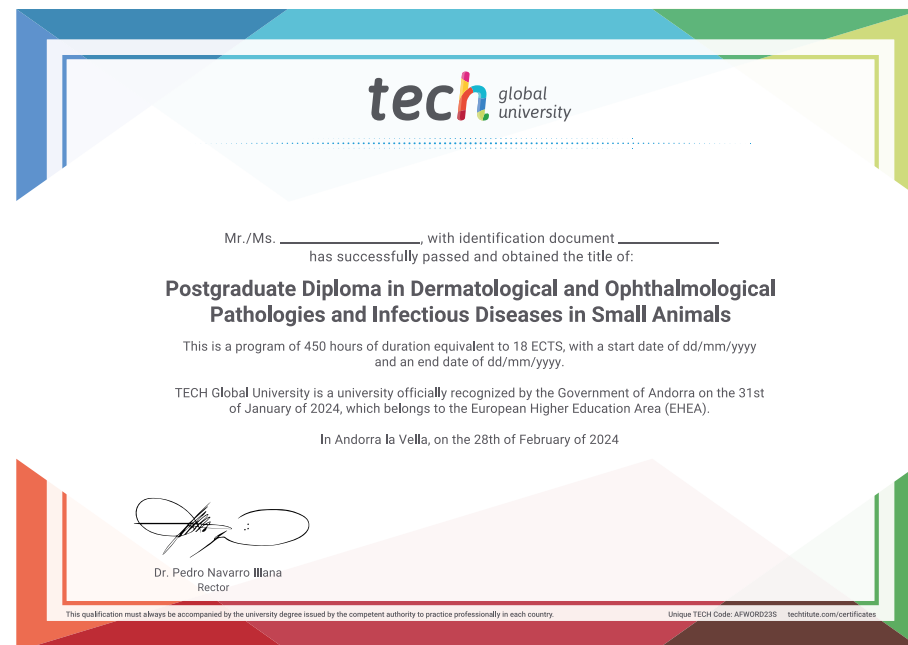 tech global
university
Mr./Ms. ____________________, with identification document ______________
has successfully passed and obtained the title of:
Postgraduate Diploma in Dermatological and Ophthalmological
Pathologies and Infectious Diseases in Small Animals
This is a program of 450 hours of duration equivalent to 18 ECTS, with a start date of dd/mm/yyyy
and an end date of dd/mm/yyyy.
TECH Global University is a university officially recognized by the Government of Andorra on the 31st
of January of 2024, which belongs to the European Higher Education Area (EHEA).
In Andorra la Vella, on the 28th of February of 2024
Dr. Pedro Navarro Illana
Rector
This qualification must always be accompanied by the university degree issued by the competent authority to practice professionally in each country.
Unique TECH Code: AFWORD23S techtitute.com/certificates